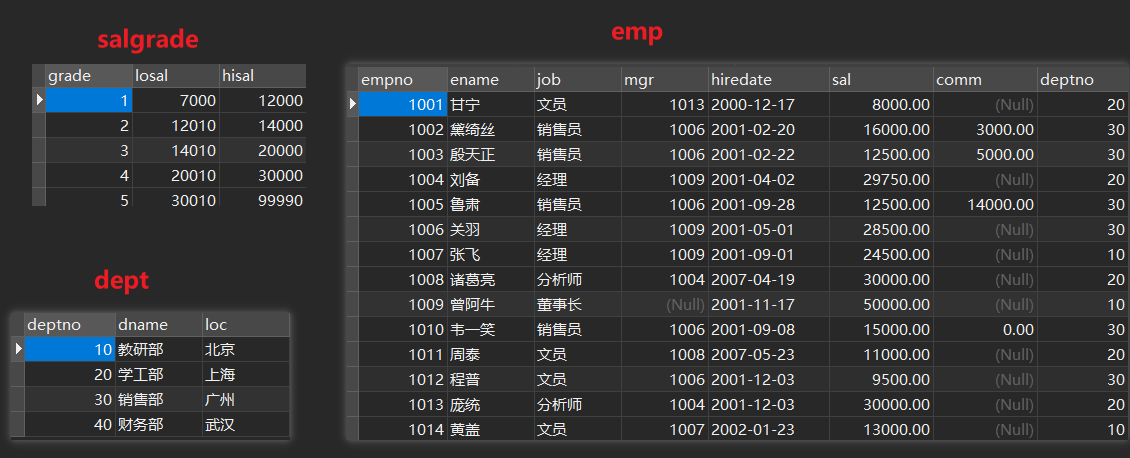 salgrade
grade losal hisal
1 7000 12000
2 12010 14000
3 14010 20000
4 20010 30000
5 30010 99990
dept
deptno dname loc
10 教研部 北京
20 学工部 上海
30 销售部 广州
40 财务部 武汉
emp
empno ename job mgr hiredate sal comm deptno
1001 甘宁 文员 1013 2000-12-17 8000.00 (Null) 20
1002 黛绮丝 销售员 1006 2001-02-20 16000.00 3000.00 30
1003 殷天正 销售员 1006 2001-02-22 12500.00 5000.00 30
1004 刘备 经理 1009 2001-04-02 29750.00 (Null) 20
1005 鲁肃 销售员 1006 2001-09-28 12500.00 14000.00 30
1006 关羽 经理 1009 2001-05-01 28500.00 (Null) 30
1007 张飞 经理 1009 2001-09-01 24500.00 (Null) 10
1008 诸葛亮 分析师 1004 2007-04-19 30000.00 (Null) 20
1009 曾阿牛 董事长 (Null) 2001-11-17 50000.00 (Null) 10
1010 韦一笑 销售员 1006 2001-09-08 15000.00 0.00 30
1011 周泰 文员 1008 2007-05-23 11000.00 (Null) 20
1012 程普 文员 1006 2001-12-03 9500.00 (Null) 30
1013 庞统 分析师 1004 2001-12-03 30000.00 (Null) 20
1014 黄盖 文员 1007 2002-01-23 13000.00 (Null) 10